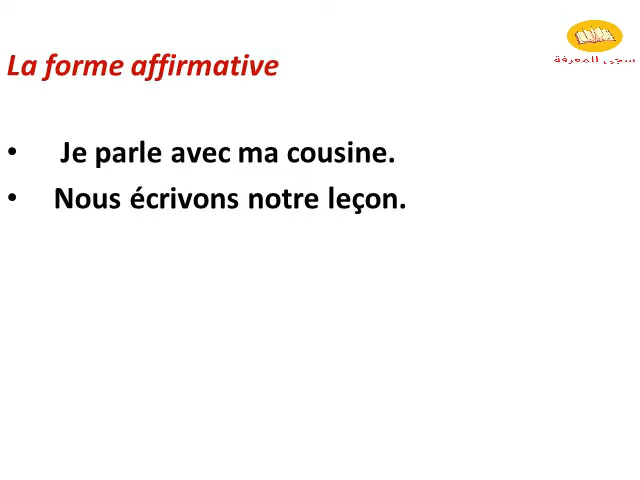 La forme affirmative
• Je parle avec ma cousine.
• Nous écrivons notre leçon.